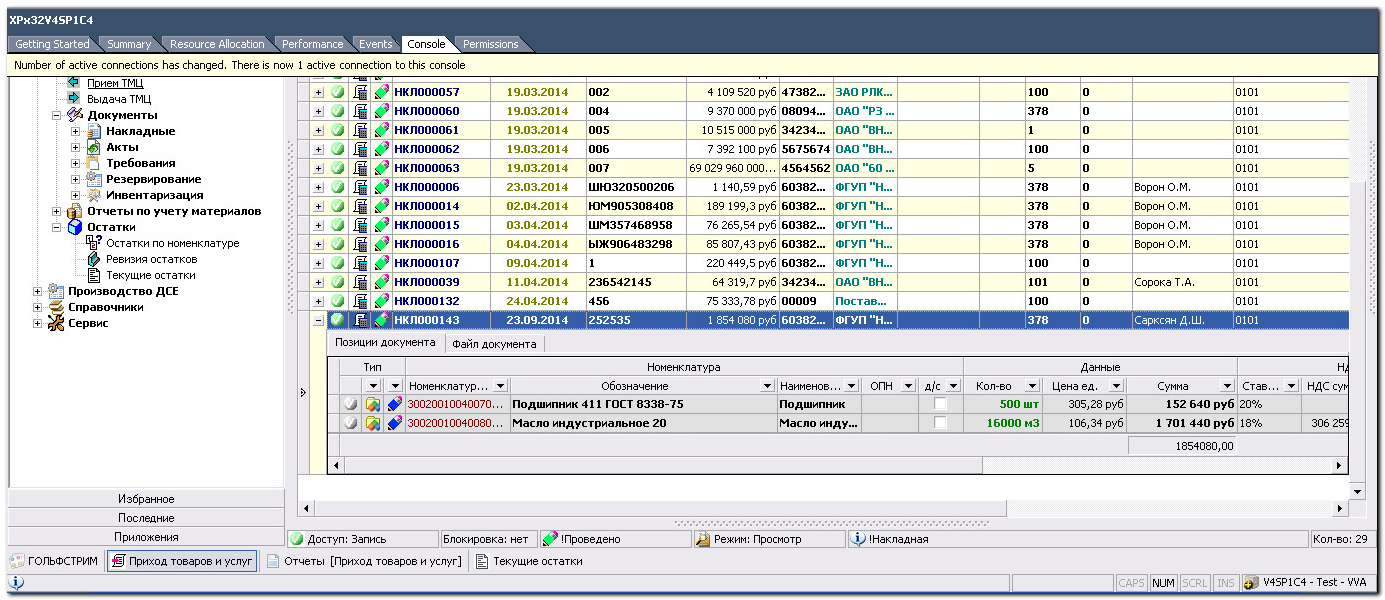 XPx32V4SP1C4
Getting Started Summary Resource Allocation Performance Events Console Permissions
Number of active connections has changed. There is now 1 active connection to this console
Прием ТМЦ
Выдача ТМЦ
Документы
Накладные
Акты
Требования
Резервирование
Инвентаризация
Отчеты по учету материалов
Остатки
Остатки по номенклатуре
Ревизия остатков
Текущие остатки
Производство ДСЕ
Справочники
Сервис
Избранное
Последние
Приложения
НКЛ000057 19.03.2014 002 4 109 520 руб 47382... ЗАО РЛК... 100 0 0101
НКЛ000060 19.03.2014 004 9 370 000 руб 08094... ОАО "РЗ ... 378 0 0101
НКЛ000061 19.03.2014 005 10 515 000 руб 34234... ОАО "ВН... 1 0 0101
НКЛ000062 19.03.2014 006 7 392 100 руб 5675674 ОАО "ВН... 100 0 0101
НКЛ000063 19.03.2014 007 69 029 960 000... 4564562 ОАО "60 ... 5 0 0101
НКЛ000006 23.03.2014 ШНО320500206 1 140,59 руб 60382... ФГУП "Н... 378 0 Ворон О.М. 0101
НКЛ000014 02.04.2014 ЮМ905308408 189 199,3 руб 60382... ФГУП "Н... 378 0 Ворон О.М. 0101
НКЛ000015 03.04.2014 ШМ357468958 76 265,54 руб 60382... ФГУП "Н... 378 0 Ворон О.М. 0101
НКЛ000016 04.04.2014 ЫЖ906483298 85 807,43 руб 60382... ФГУП "Н... 378 0 Ворон О.М. 0101
НКЛ000107 09.04.2014 1 220 449,5 руб 60382... ФГУП "Н... 100 0 0101
НКЛ000039 11.04.2014 236542145 64 319,7 руб 34234... ОАО "ВН... 101 0 Сорока Т.А. 0101
НКЛ000132 24.04.2014 456 75 333,78 руб 00009 Постав... 100 0 0101
НКЛ000143 23.09.2014 252535 1 854 080 руб 60382... ФГУП "Н... 378 0 Сарксян Д.Ш. 0101
Позиции документа Файл документа
Тип Номенклатура Данные
Номенклатур... Обозначение Наименов... ОПН д/с Кол-во Цена ед. Сумма Став... НДС сум
30020010040070... Подшипник 411 ГОСТ 8338-75 Подшипник 500 шт 305,28 руб 152 640 руб 20%
30020010040080... Масло индустриальное 20 Масло инду... 16000 м3 106,34 руб 1 701 440 руб 18% 306 259
1854080,00
Доступ: Запись Блокировка: нет !Проведено Режим: Просмотр !Накладная Кол-во: 29
ГОЛЬФСТРИМ Приход товаров и услуг Отчеты [Приход товаров и услуг] Текущие остатки
CAPS NUM SCRL INS V4SP1C4 - Test - VVA